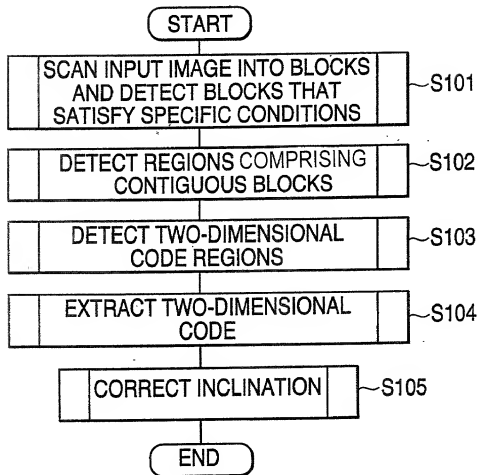 START
SCAN INPUT IMAGE INTO BLOCKS
AND DETECT BLOCKS THAT
SATISFY SPECIFIC CONDITIONS
S101
DETECT REGIONS COMPRISING
CONTIGUOUS BLOCKS
S102
DETECT TWO-DIMENSIONAL
CODE REGIONS
S103
EXTRACT TWO-DIMENSIONAL
CODE
S104
CORRECT INCLINATION
S105
END